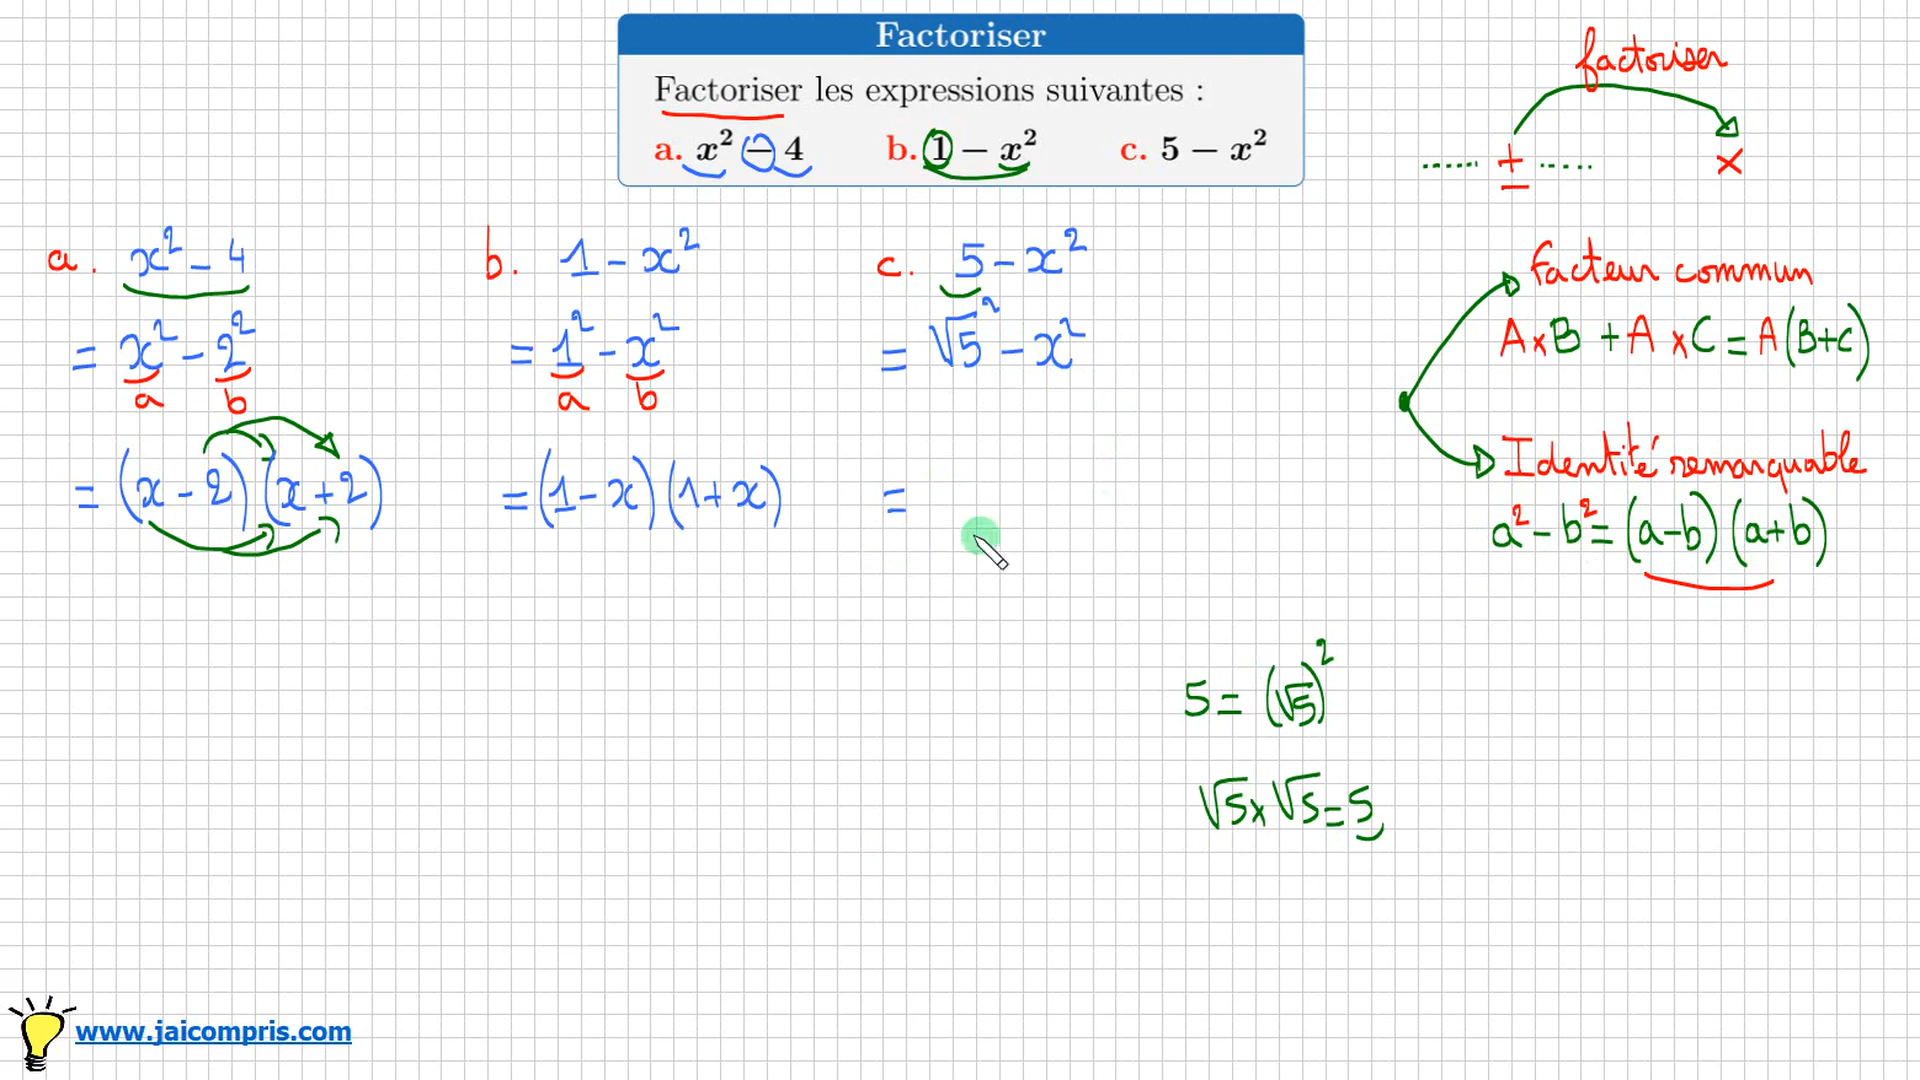 Factoriser
Factoriser les expressions suivantes :
a. x² − 4 b. 1 − x² c. 5 − x²
factoriser
...... ± ...... ×
a. x² − 4
= x² − 2²
a b
= (x − 2)(x + 2)
b. 1 − x²
= 1² − x²
a b
= (1 − x)(1 + x)
c. 5 − x²
= √5² − x²
=
Facteur commun
A×B + A×C = A(B+C)
Identité remarquable
a² − b² = (a−b)(a+b)
5 = (√5)²
√5 × √5 = 5
www.jaicompris.com